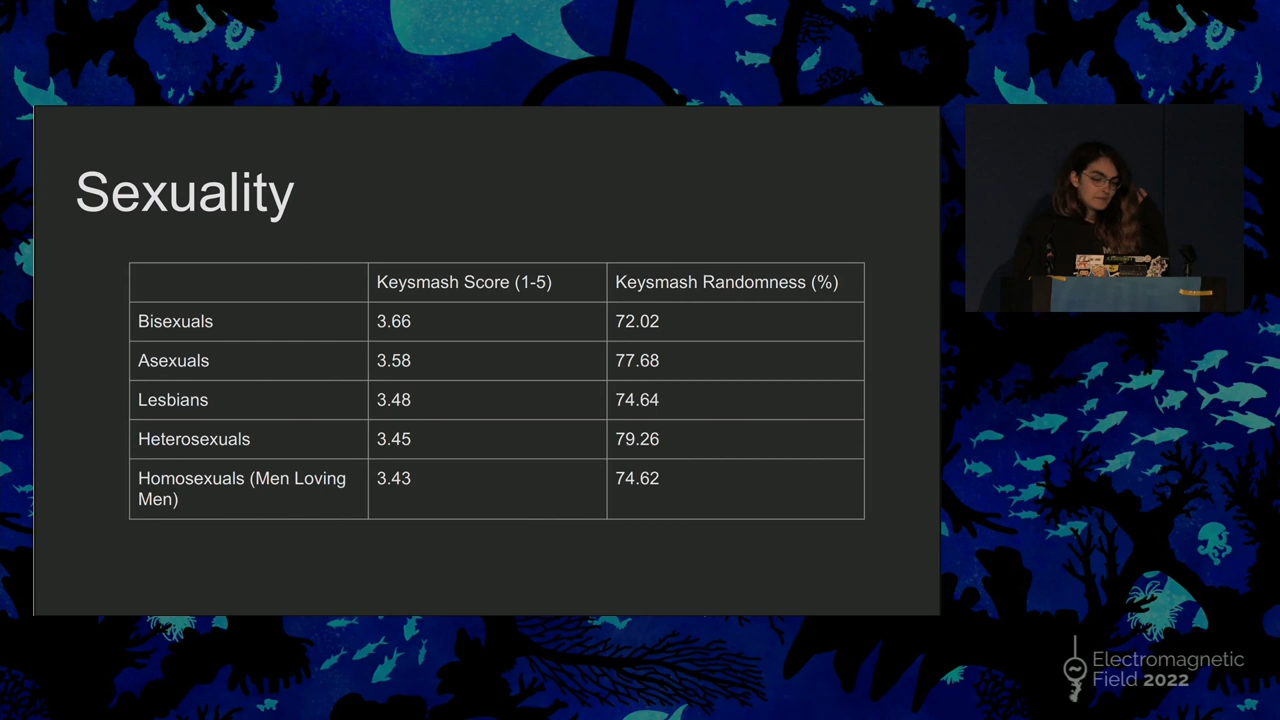 Sexuality
Keysmash Score (1-5) Keysmash Randomness (%)
Bisexuals 3.66 72.02
Asexuals 3.58 77.68
Lesbians 3.48 74.64
Heterosexuals 3.45 79.26
Homosexuals (Men Loving 3.43 74.62
Men)
Electromagnetic
Field 2022